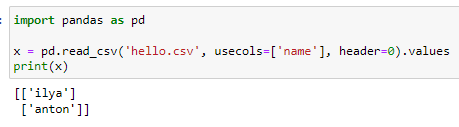 import pandas as pd
x = pd.read_csv('hello.csv', usecols=['name'], header=0).values
print(x)
[['ilya']
 ['anton']]